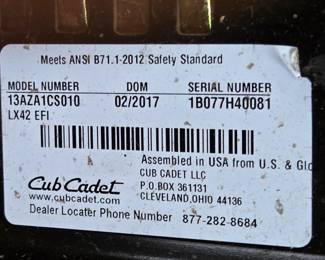 Meets ANSI B71.1-2012 Safety Standard
MODEL NUMBER DOM SERIAL NUMBER
13AZA1CS010 02/2017 1B077H40081
LX42 EFI
Assembled in USA from U.S. & Glo
Cub Cadet
www.cubcadet.com
CUB CADET LLC
P.O.BOX 361131
CLEVELAND,OHIO 44136
Dealer Locater Phone Number 877-282-8684